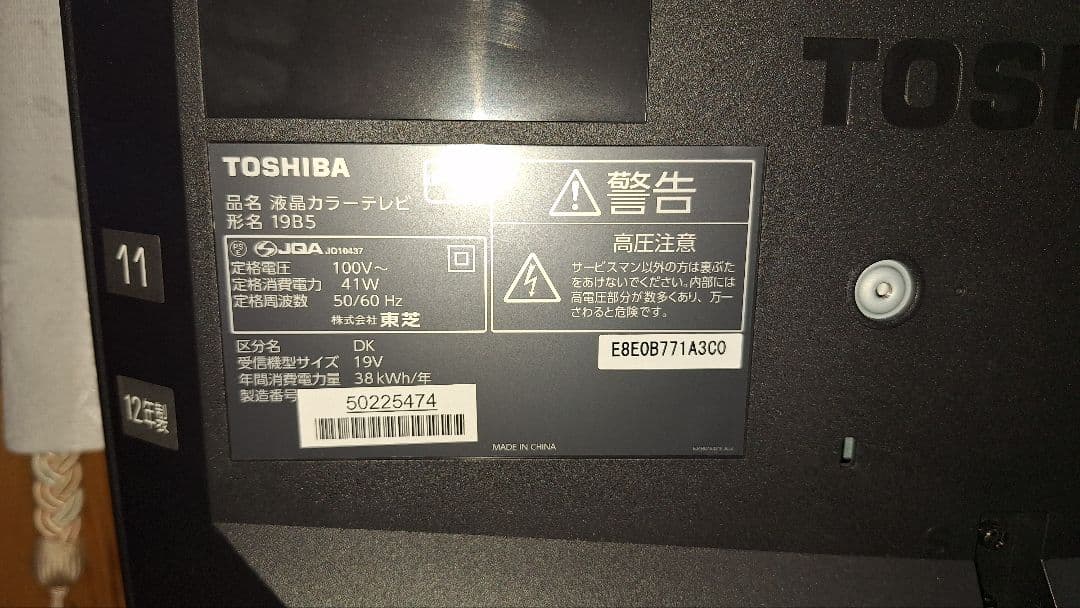 TOSHI
TOSHIBA
品名 液晶カラーテレビ
形名 19B5
PS
E
JQA JD10437
定格電圧 100V～
定格消費電力 41W
定格周波数 50/60 Hz
株式会社 東芝
警告
高圧注意
サービスマン以外の方は裏ぶた
をあけないでください。内部には
高電圧部分が数多くあり、万一
さわると危険です。
区分名 DK
受信機型サイズ 19V
年間消費電力量 38kWh/年
製造番号
50225474
E8E0B771A3C0
MADE IN CHINA
11
12年製